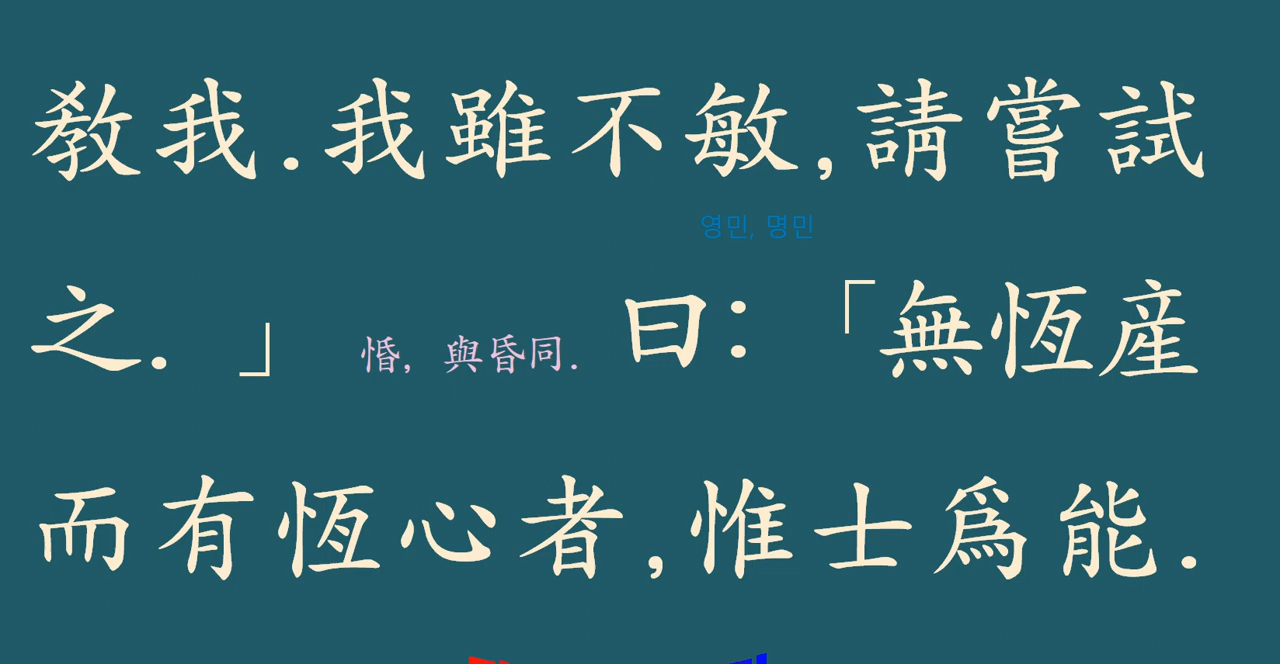 敎我.我雖不敏,請嘗試
영민, 명민
之.」 惛, 與昏同. 曰:「無恆産
而有恆心者,惟士爲能.